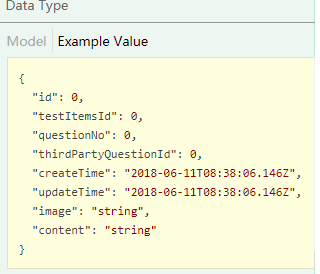 Data Type
Model Example Value
{
"id": 0,
"testItemsId": 0,
"questionNo": 0,
"thirdPartyQuestionId": 0,
"createTime": "2018-06-11T08:38:06.146Z",
"updateTime": "2018-06-11T08:38:06.146Z",
"image": "string",
"content": "string"
}